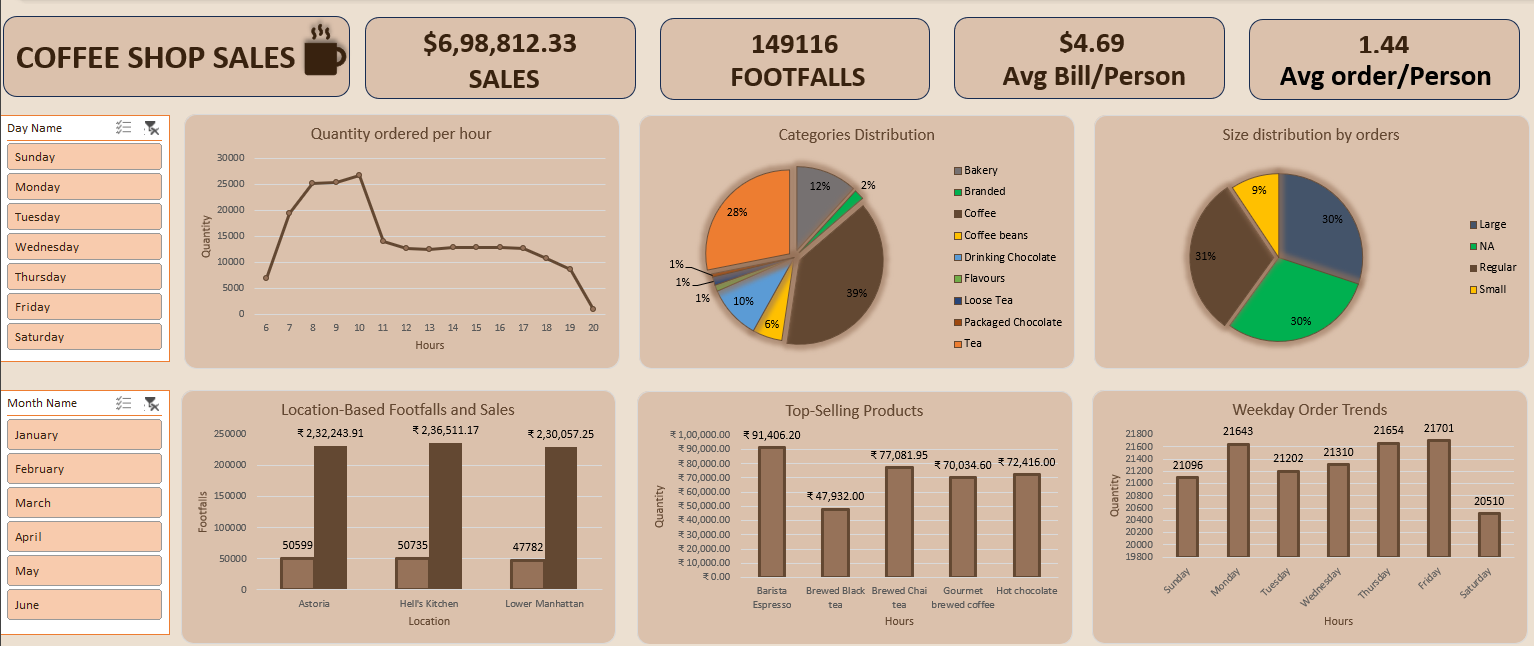 COFFEE SHOP SALES
$6,98,812.33
SALES
149116
FOOTFALLS
$4.69
Avg Bill/Person
1.44
Avg order/Person
Day Name
Sunday
Monday
Tuesday
Wednesday
Thursday
Friday
Saturday
Quantity ordered per hour
30000
25000
20000
15000
10000
5000
0
Quantity
6 7 8 9 10 11 12 13 14 15 16 17 18 19 20
Hours
Categories Distribution
12%
2%
39%
6%
10%
1%
1%
1%
28%
Bakery
Branded
Coffee
Coffee beans
Drinking Chocolate
Flavours
Loose Tea
Packaged Chocolate
Tea
Size distribution by orders
9%
30%
31%
30%
Large
NA
Regular
Small
Month Name
January
February
March
April
May
June
Location-Based Footfalls and Sales
250000
200000
150000
100000
50000
0
Footfalls
₹ 2,32,243.91
₹ 2,36,511.17
₹ 2,30,057.25
50599
50735
47782
Astoria
Hell's Kitchen
Lower Manhattan
Location
Top-Selling Products
₹ 1,00,000.00
₹ 90,000.00
₹ 80,000.00
₹ 70,000.00
₹ 60,000.00
₹ 50,000.00
₹ 40,000.00
₹ 30,000.00
₹ 20,000.00
₹ 10,000.00
₹ 0.00
Quantity
₹ 91,406.20
₹ 47,932.00
₹ 77,081.95
₹ 70,034.60
₹ 72,416.00
Barista
Espresso
Brewed Black
tea
Brewed Chai
tea
Gourmet
brewed coffee
Hot chocolate
Hours
Weekday Order Trends
21800
21600
21400
21200
21000
20800
20600
20400
20200
20000
19800
Quantity
21096
21643
21202
21310
21654
21701
20510
Sunday
Monday
Tuesday
Wednesday
Thursday
Friday
Saturday
Hours